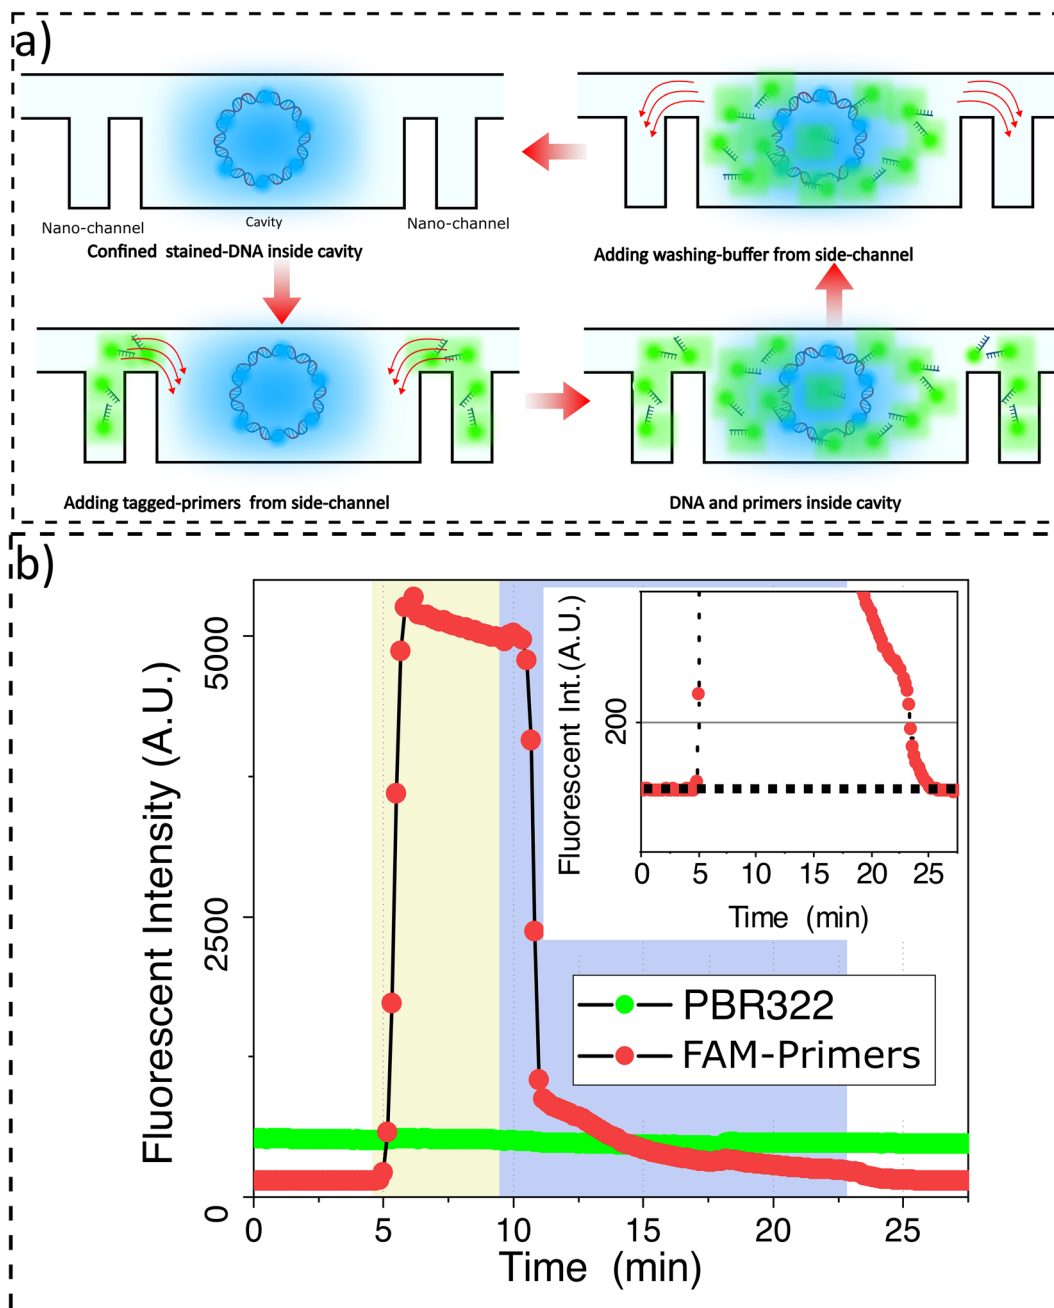 a)
Nano-channel
Cavity
Nano-channel
Confined stained-DNA inside cavity
Adding washing-buffer from side-channel
Adding tagged-primers from side-channel
DNA and primers inside cavity
b)
Fluorescent Intensity (A.U.)
5000
2500
0
0 5 10 15 20 25
Time (min)
Fluorescent Int.(A.U.)
200
0 5 10 15 20 25
Time (min)
PBR322
FAM-Primers